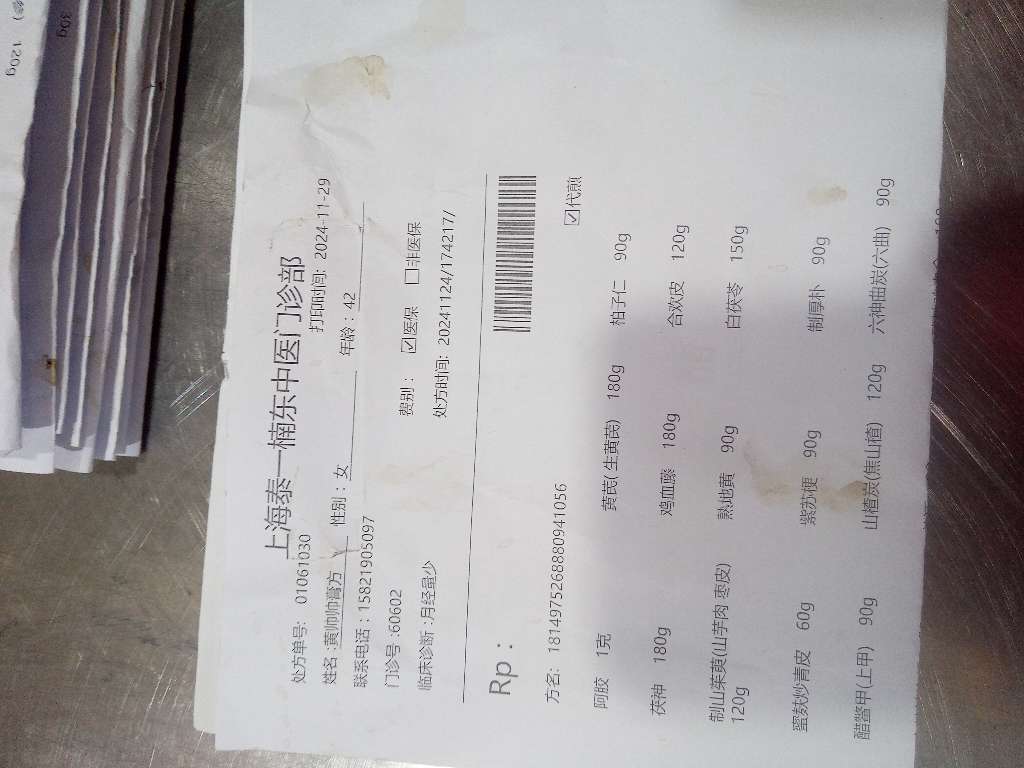 上海泰一楠东中医门诊部
处方单号: 01061030 打印时间: 2024-11-29
姓名:黄帅帅膏方 性别:女 年龄:42
联系电话:15821905097
门诊号:60602 费别: ☑医保 □非医保
临床诊断:月经量少 处方时间: 20241124/174217/
Rp:
方名: 1814975268880941056 ☑代煎
阿胶 1克 黄芪(生黄芪) 180g 柏子仁 90g
茯神 180g 鸡血藤 180g 合欢皮 120g
制山茱萸(山芋肉 枣皮) 120g 熟地黄 90g 白茯苓 150g
蜜麸炒青皮 60g 紫苏梗 90g 制厚朴 90g
醋鳖甲(上甲) 90g 山楂炭(焦山楂) 120g 六神曲炭(六曲) 90g
30g
120g